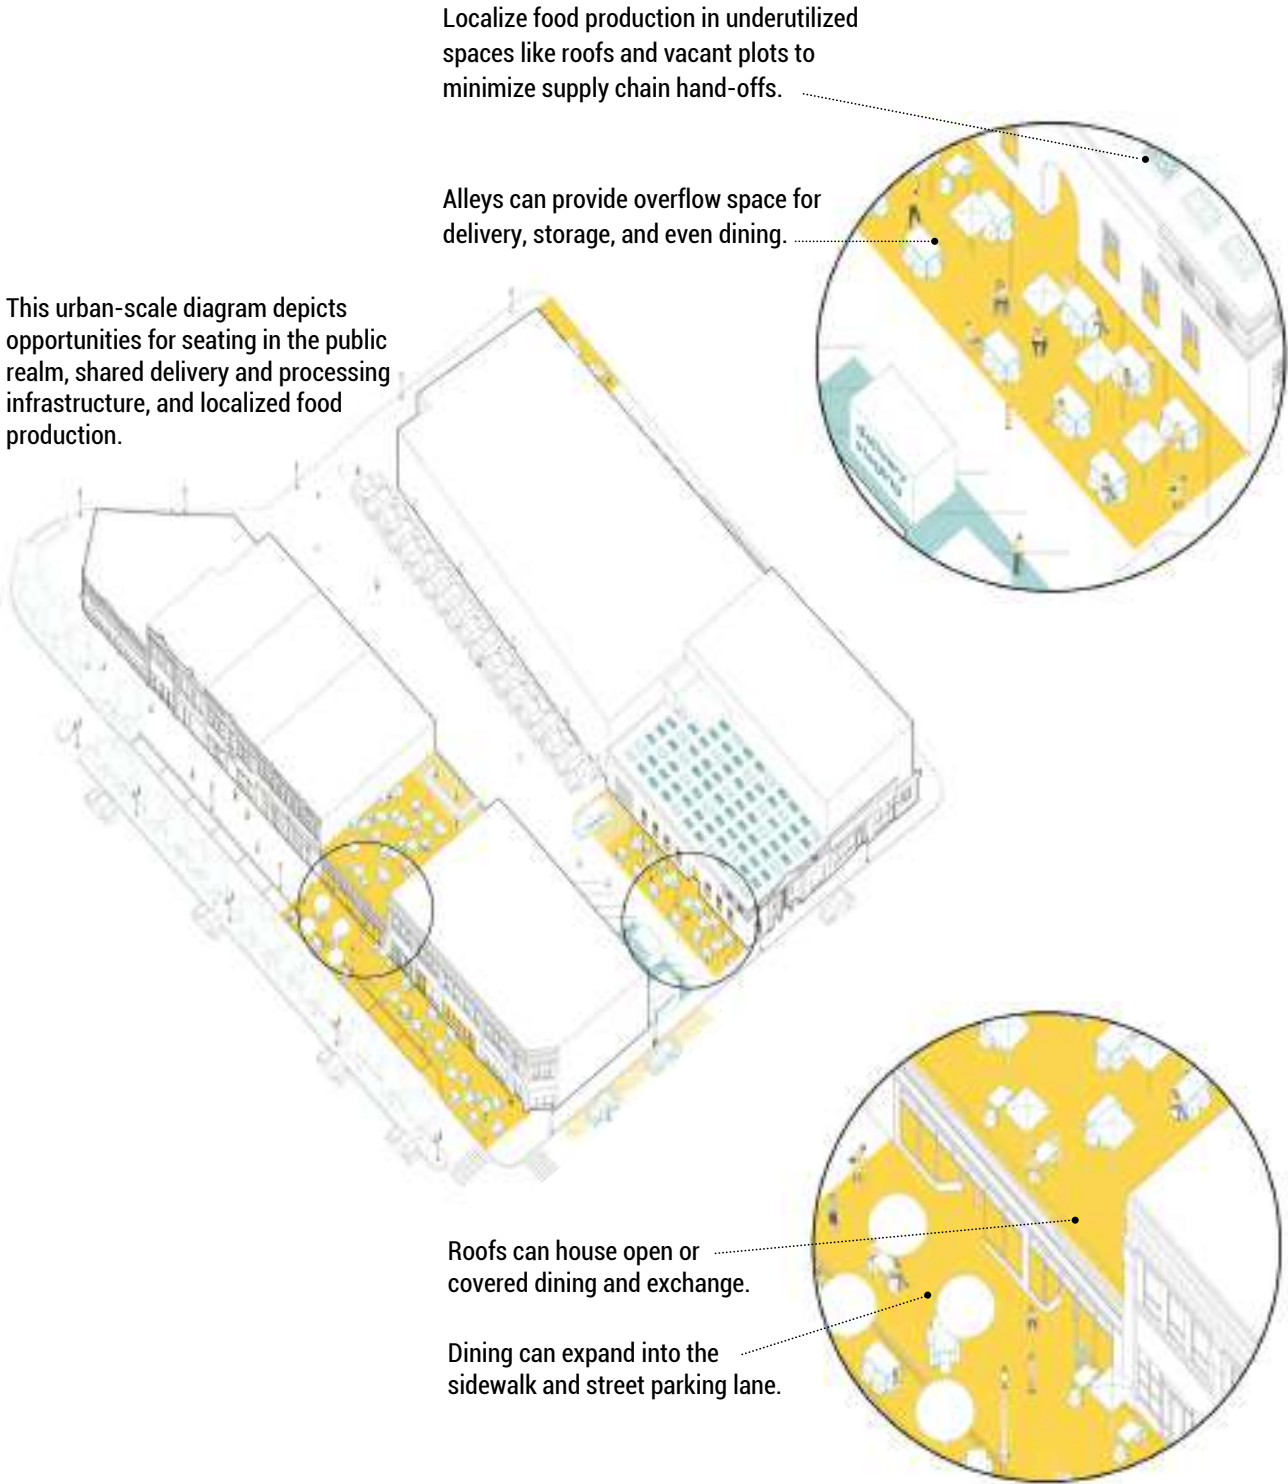 Localize food production in underutilized
spaces like roofs and vacant plots to
minimize supply chain hand-offs.
Alleys can provide overflow space for
delivery, storage, and even dining.
This urban-scale diagram depicts
opportunities for seating in the public
realm, shared delivery and processing
infrastructure, and localized food
production.
delivery
staging
Roofs can house open or
covered dining and exchange.
Dining can expand into the
sidewalk and street parking lane.